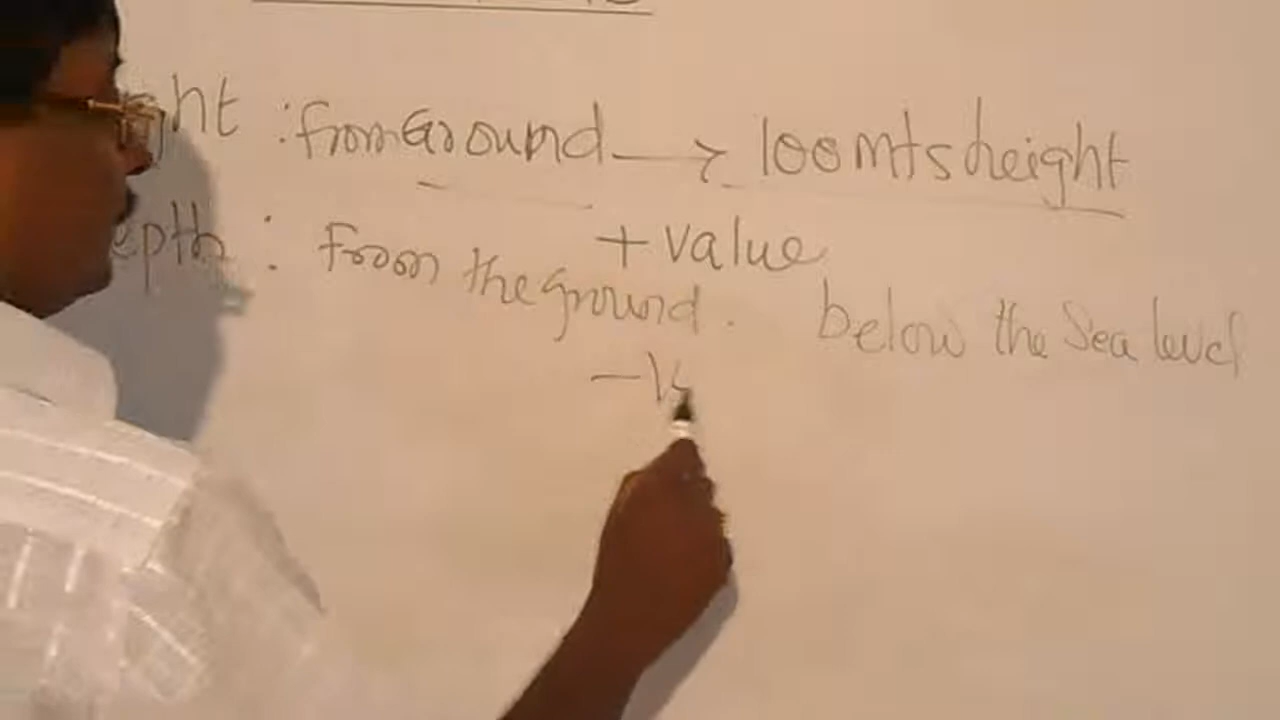 ght : from Ground → 100 mts height
+ value
epth : From the ground. below the Sea level
- V